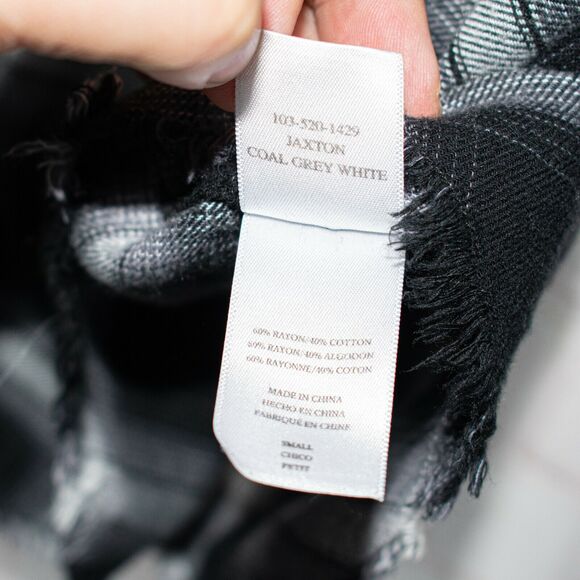 103-520-1429
JAXTON
COAL GREY WHITE
60% RAYON/40% COTTON
60% RAYON/40% ALGODON
60% RAYONNE/40% COTON
MADE IN CHINA
HECHO EN CHINA
FABRIQUÉ EN CHINE
SMALL
CHICO
PETIT